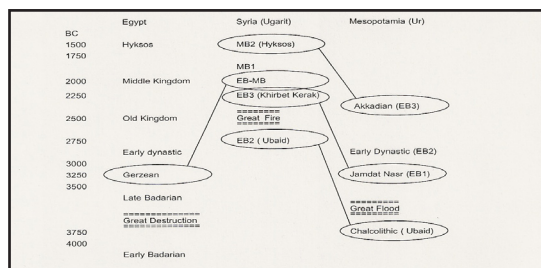 Egypt Syria (Ugarit) Mesopotamia (Ur)
BC
1500 Hyksos MB2 (Hyksos)
1750
MB1
2000 Middle Kingdom EB-MB
2250 EB3 (Khirbet Kerak)
Akkadian (EB3)
========
2500 Old Kingdom Great Fire
========
2750 EB2 ( Ubaid)
Early dynastic Early Dynastic (EB2)
3000
3250 Gerzean Jamdat Nasr (EB1)
3500
Late Badarian =========
Great Flood
============== =========
Great Destruction
==============
3750 Chalcolithic ( Ubaid)
4000
Early Badarian